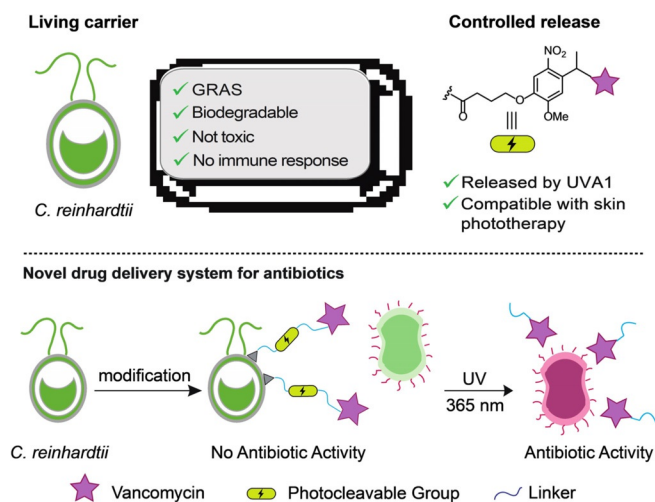 Living carrier
Controlled release
✓ GRAS
✓ Biodegradable
✓ Not toxic
✓ No immune response
C. reinhardtii
NO₂
O
O
OMe
✓ Released by UVA1
✓ Compatible with skin
phototherapy
Novel drug delivery system for antibiotics
modification
UV
365 nm
C. reinhardtii
No Antibiotic Activity
Antibiotic Activity
Vancomycin
Photocleavable Group
Linker